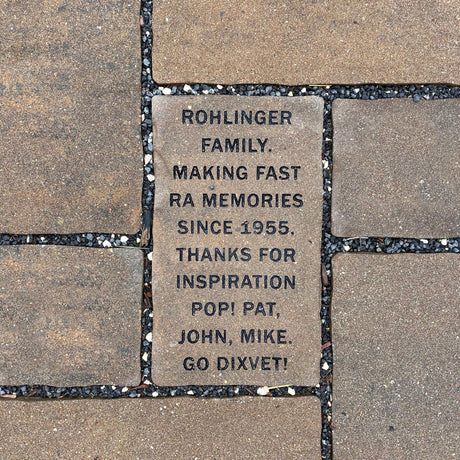 ROHLINGER
FAMILY.
MAKING FAST
RA MEMORIES
SINCE 1955.
THANKS FOR
INSPIRATION
POP! PAT,
JOHN, MIKE.
GO DIXVET!